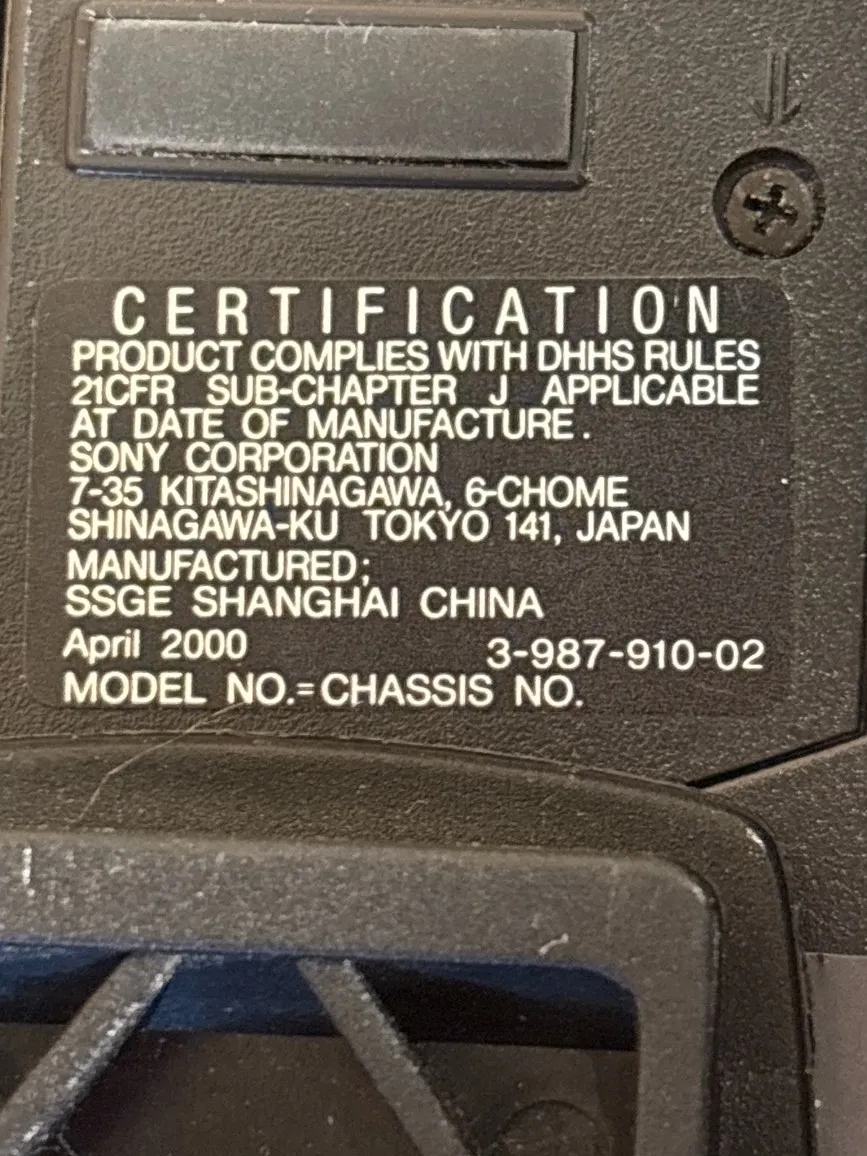 CERTIFICATION
PRODUCT COMPLIES WITH DHHS RULES
21CFR SUB-CHAPTER J APPLICABLE
AT DATE OF MANUFACTURE.
SONY CORPORATION
7-35 KITASHINAGAWA, 6-CHOME
SHINAGAWA-KU TOKYO 141, JAPAN
MANUFACTURED;
SSGE SHANGHAI CHINA
April 2000 3-987-910-02
MODEL NO.=CHASSIS NO.